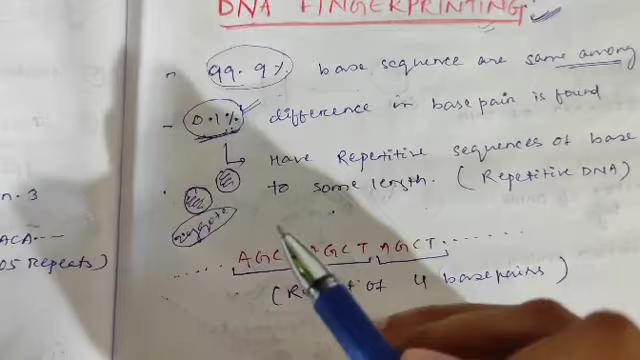 DNA FINGERPRINTING.
99.9% base sequence are same among
0.1% difference in base pair is found
Have Repetitive sequences of base
to some length. (Repetitive DNA)
n. 3
ACA---
05 Repeats)
AGC AGCT AGCT
of 4 basepairs)